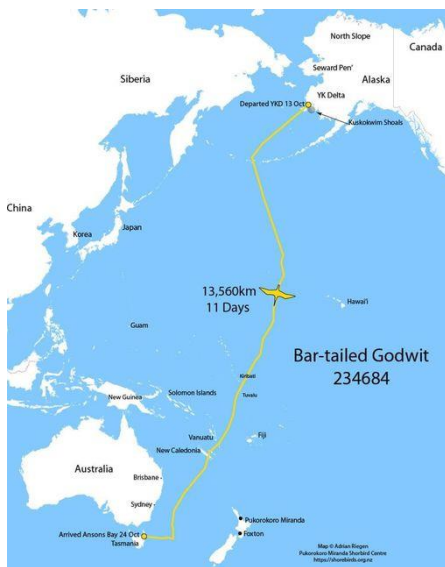 North Slope
Canada
Seward Pen'
Siberia
Alaska
YK Delta
Departed YKD 13 Oct
Kuskokwim Shoals
China
Korea
Japan
13,560km
11 Days
Hawai'i
Guam
Bar-tailed Godwit
234684
Kiribati
Solomon Islands
New Guinea
Tuvalu
Vanuatu
Fiji
New Caledonia
Australia
Brisbane
Sydney
Pukorokoro Miranda
Foxton
Arrived Ansons Bay 24 Oct
Tasmania
Map © Adrian Riegen
Pukorokoro Miranda Shorbird Centre
https://shorebirds.org.nz